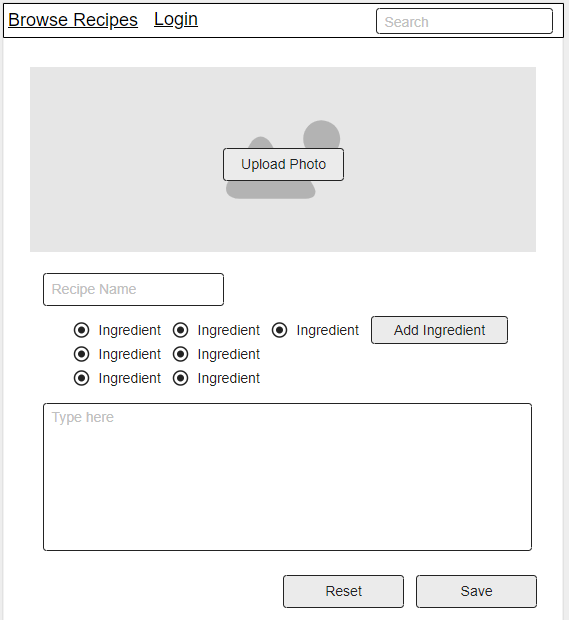 Browse Recipes Login Search
Upload Photo
Recipe Name
Ingredient Ingredient Ingredient Add Ingredient
Ingredient Ingredient
Ingredient Ingredient
Type here
Reset Save